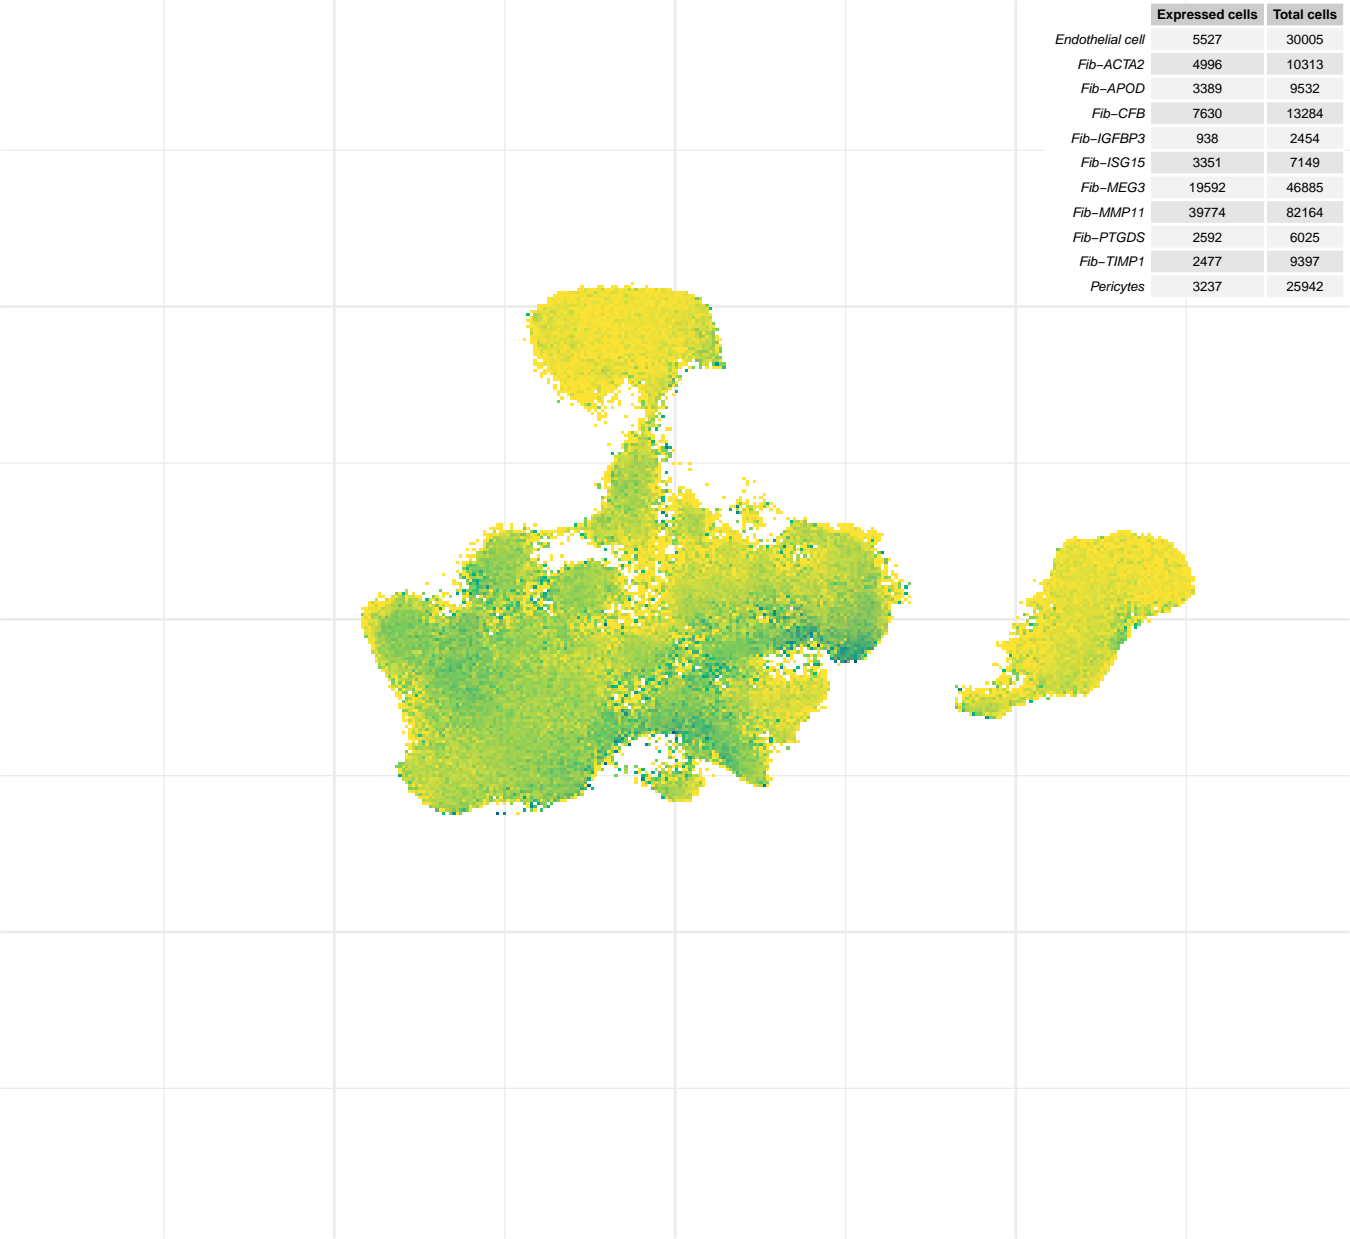 Expressed cells Total cells
Endothelial cell 5527 30005
Fib−ACTA2 4996 10313
Fib−APOD 3389 9532
Fib−CFB 7630 13284
Fib−IGFBP3 938 2454
Fib−ISG15 3351 7149
Fib−MEG3 19592 46885
Fib−MMP11 39774 82164
Fib−PTGDS 2592 6025
Fib−TIMP1 2477 9397
Pericytes 3237 25942